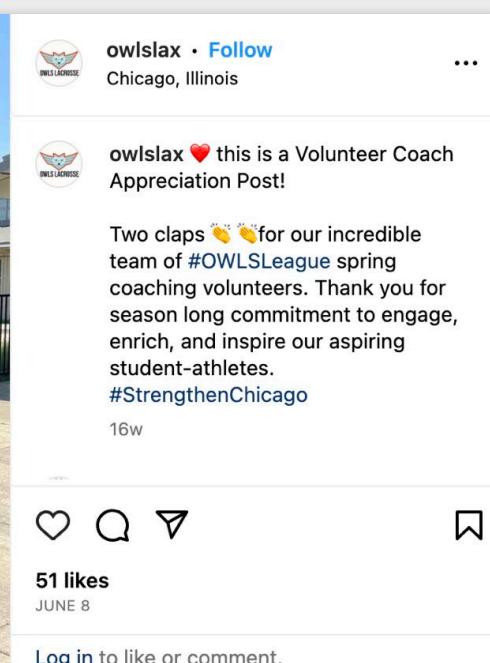 owlslax • Follow
Chicago, Illinois
OWLS LACROSSE
owlslax ❤️ this is a Volunteer Coach
Appreciation Post!
OWLS LACROSSE
Two claps 👏 👏for our incredible
team of #OWLSLeague spring
coaching volunteers. Thank you for
season long commitment to engage,
enrich, and inspire our aspiring
student-athletes.
#StrengthenChicago
16w
51 likes
JUNE 8
Log in to like or comment.